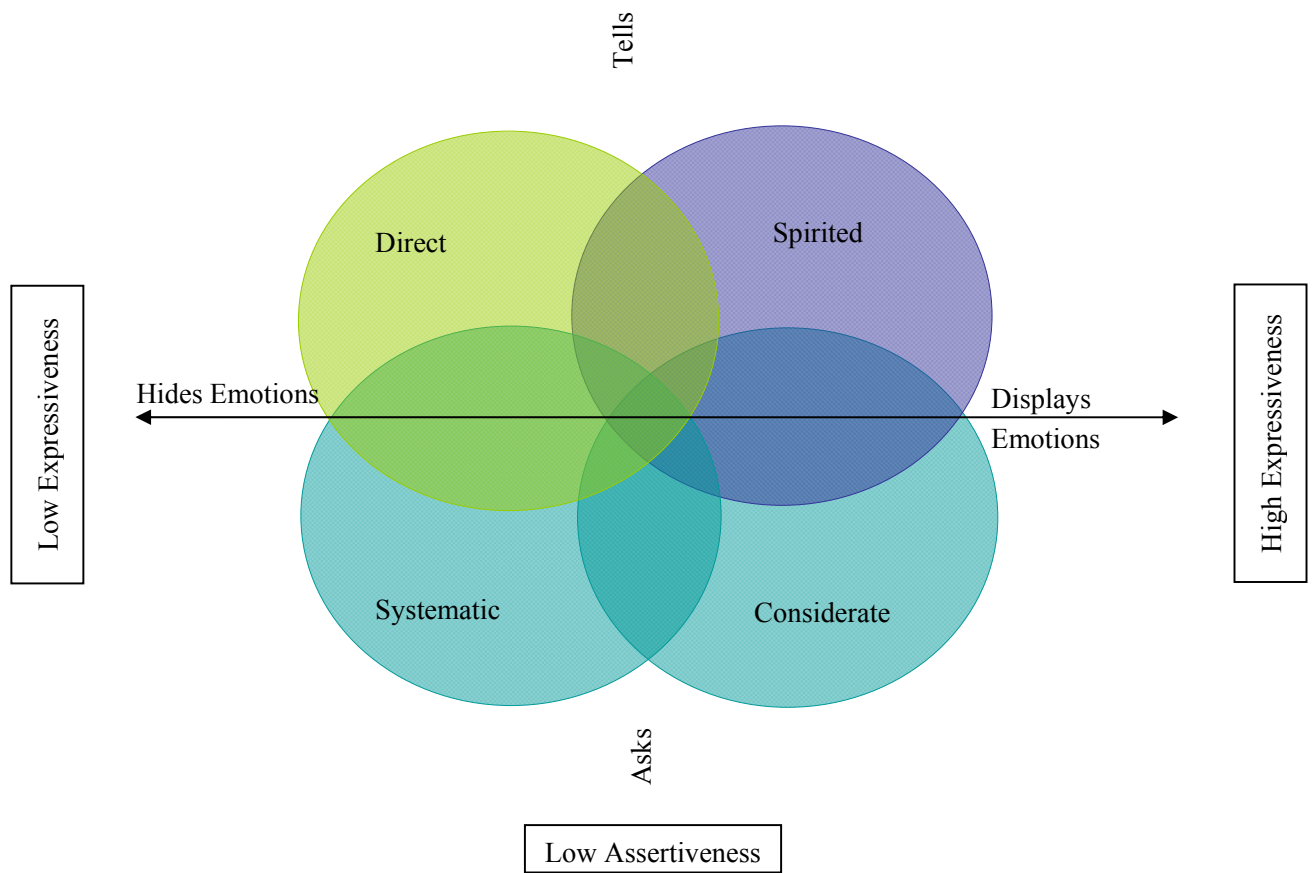 Tells
Direct
Spirited
Low Expressiveness
Hides Emotions
Displays
Emotions
High Expressiveness
Systematic
Considerate
Asks
Low Assertiveness